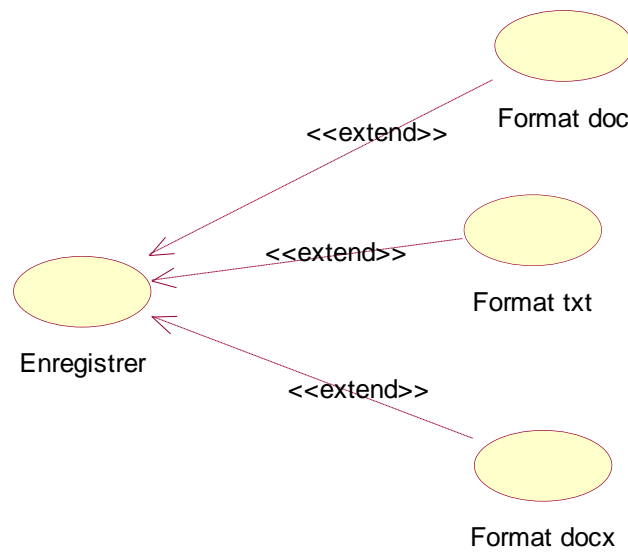 Format doc
<<extend>>
<<extend>>
Format txt
Enregistrer
<<extend>>
Format docx